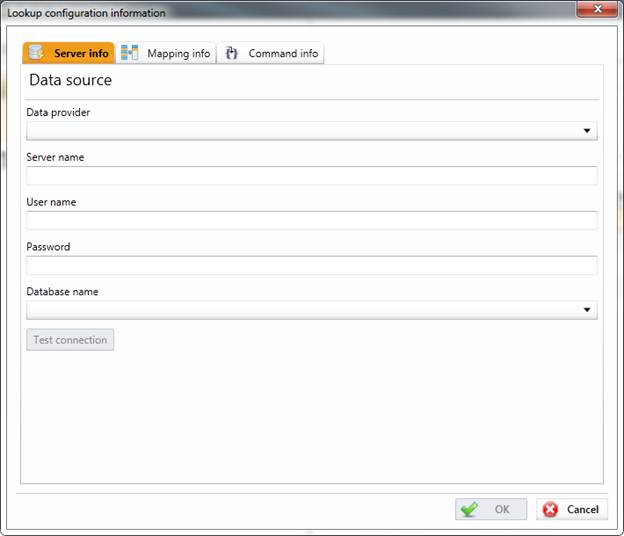 Lookup configuration information
Server info Mapping info Command info
Data source
Data provider
Server name
User name
Password
Database name
Test connection
OK Cancel